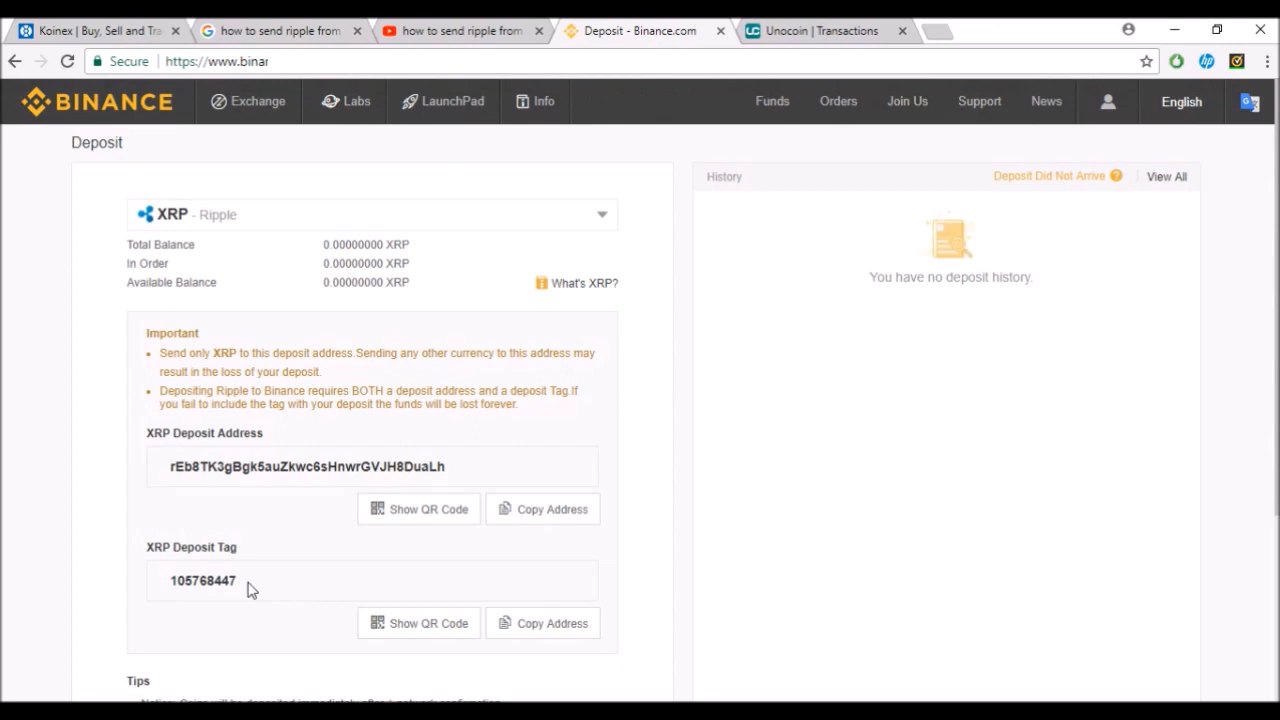 Koinex | Buy, Sell and Tra
how to send ripple from
how to send ripple from
Deposit - Binance.com
Unocoin | Transactions
Secure
https://www.binar
BINANCE
Exchange
Labs
LaunchPad
Info
Funds
Orders
Join Us
Support
News
English
Deposit
XRP - Ripple
Total Balance 0.00000000 XRP
In Order 0.00000000 XRP
Available Balance 0.00000000 XRP
What's XRP?
Important
Send only XRP to this deposit address.Sending any other currency to this address may
result in the loss of your deposit.
Depositing Ripple to Binance requires BOTH a deposit address and a deposit Tag.If
you fail to include the tag with your deposit the funds will be lost forever.
XRP Deposit Address
rEb8TK3gBgk5auZkwc6sHnwrGVJH8DuaLh
Show QR Code
Copy Address
XRP Deposit Tag
105768447
Show QR Code
Copy Address
Tips
History
Deposit Did Not Arrive
View All
You have no deposit history.